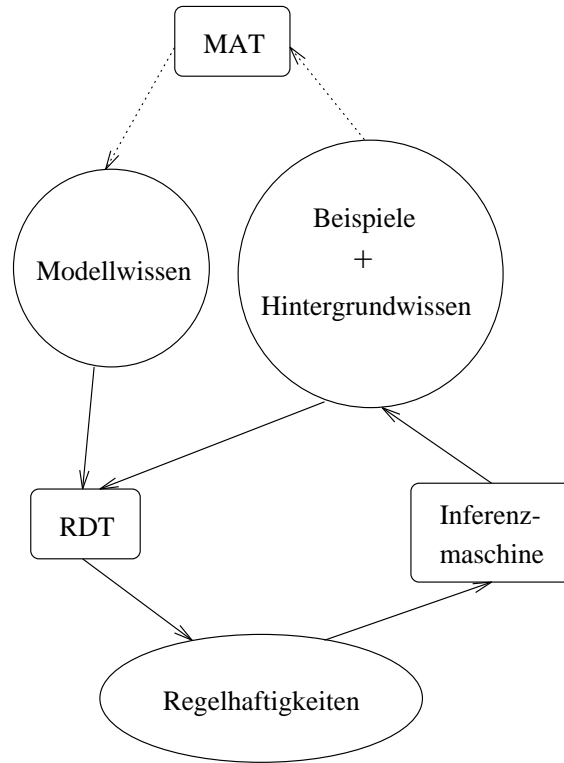 MAT
Modellwissen
Beispiele
+
Hintergrundwissen
RDT
Inferenz-
maschine
Regelhaftigkeiten